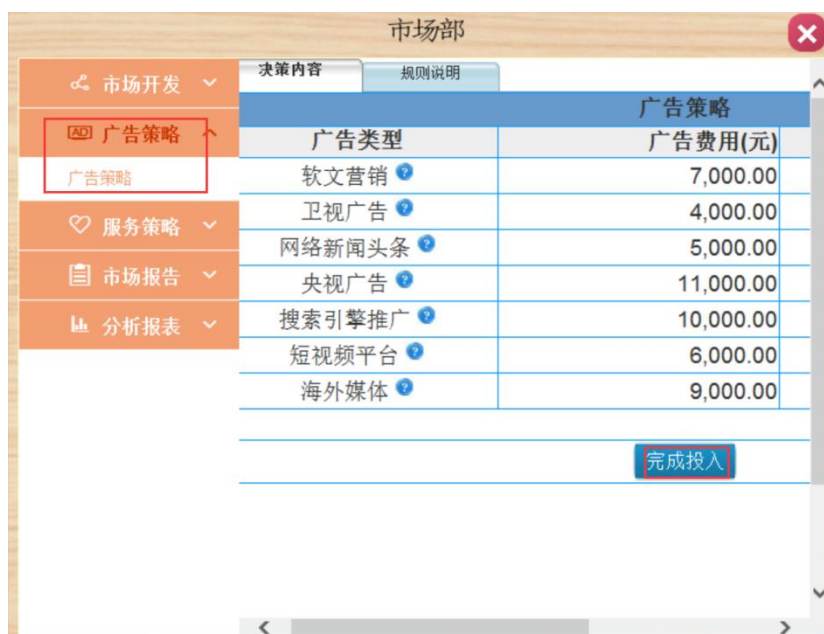 市场部
市场开发
AD 广告策略
广告策略
服务策略
市场报告
分析报表
决策内容 规则说明
广告策略
广告类型 广告费用(元)
软文营销 7,000.00
卫视广告 4,000.00
网络新闻头条 5,000.00
央视广告 11,000.00
搜索引擎推广 10,000.00
短视频平台 6,000.00
海外媒体 9,000.00
完成投入